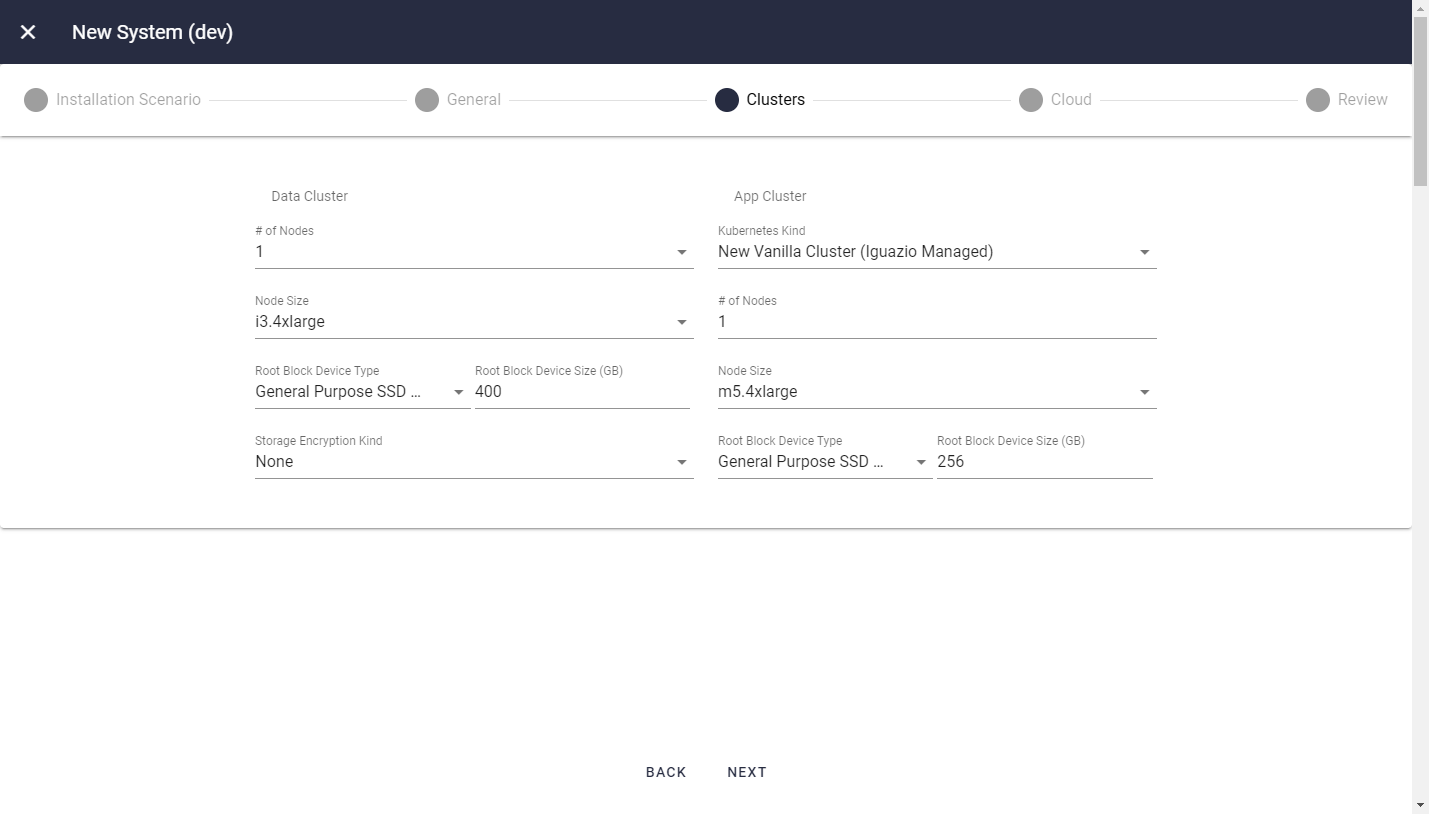 New System (dev)
Installation Scenario
General
Clusters
Cloud
Review
Data Cluster
# of Nodes
1
Node Size
i3.4xlarge
Root Block Device Type
General Purpose SSD ...
Root Block Device Size (GB)
400
Storage Encryption Kind
None
App Cluster
Kubernetes Kind
New Vanilla Cluster (Iguazio Managed)
# of Nodes
1
Node Size
m5.4xlarge
Root Block Device Type
General Purpose SSD ...
Root Block Device Size (GB)
256
BACK
NEXT